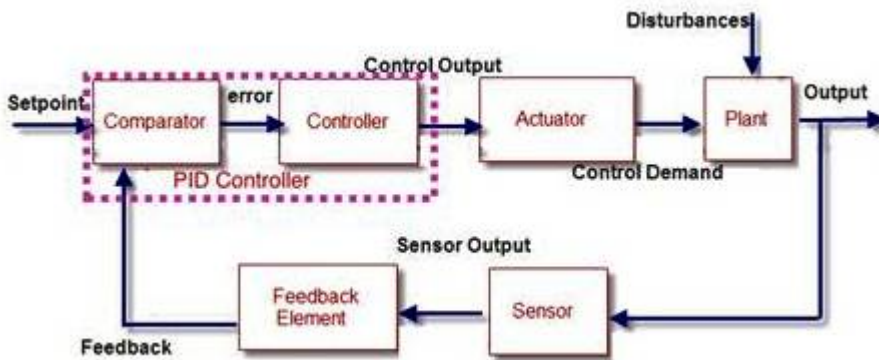 Disturbances
Control Output
Output
Setpoint
error
Comparator
Controller
Actuator
Plant
PID Controller
Control Demand
Sensor Output
Feedback
Element
Sensor
Feedback